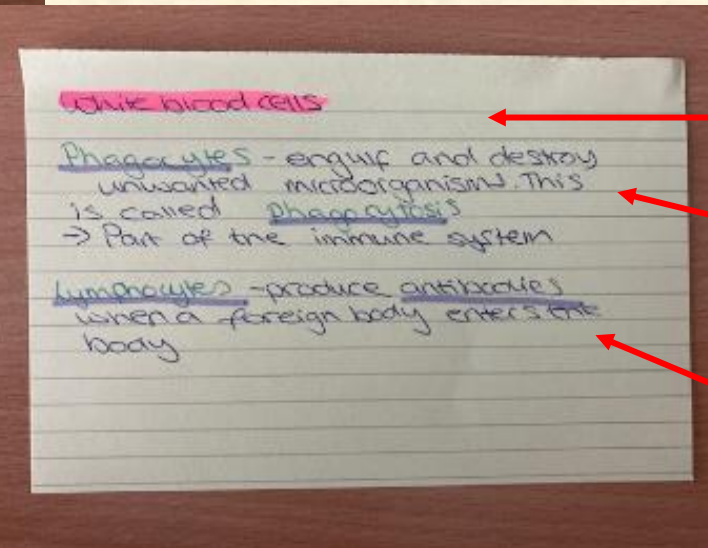 White blood cells
Phagocytes - engulf and destroy
unwanted microorganisms. This
is called phagocytosis
→ Part of the immune system
Lymphocytes - produce antibodies
when a foreign body enters the
body